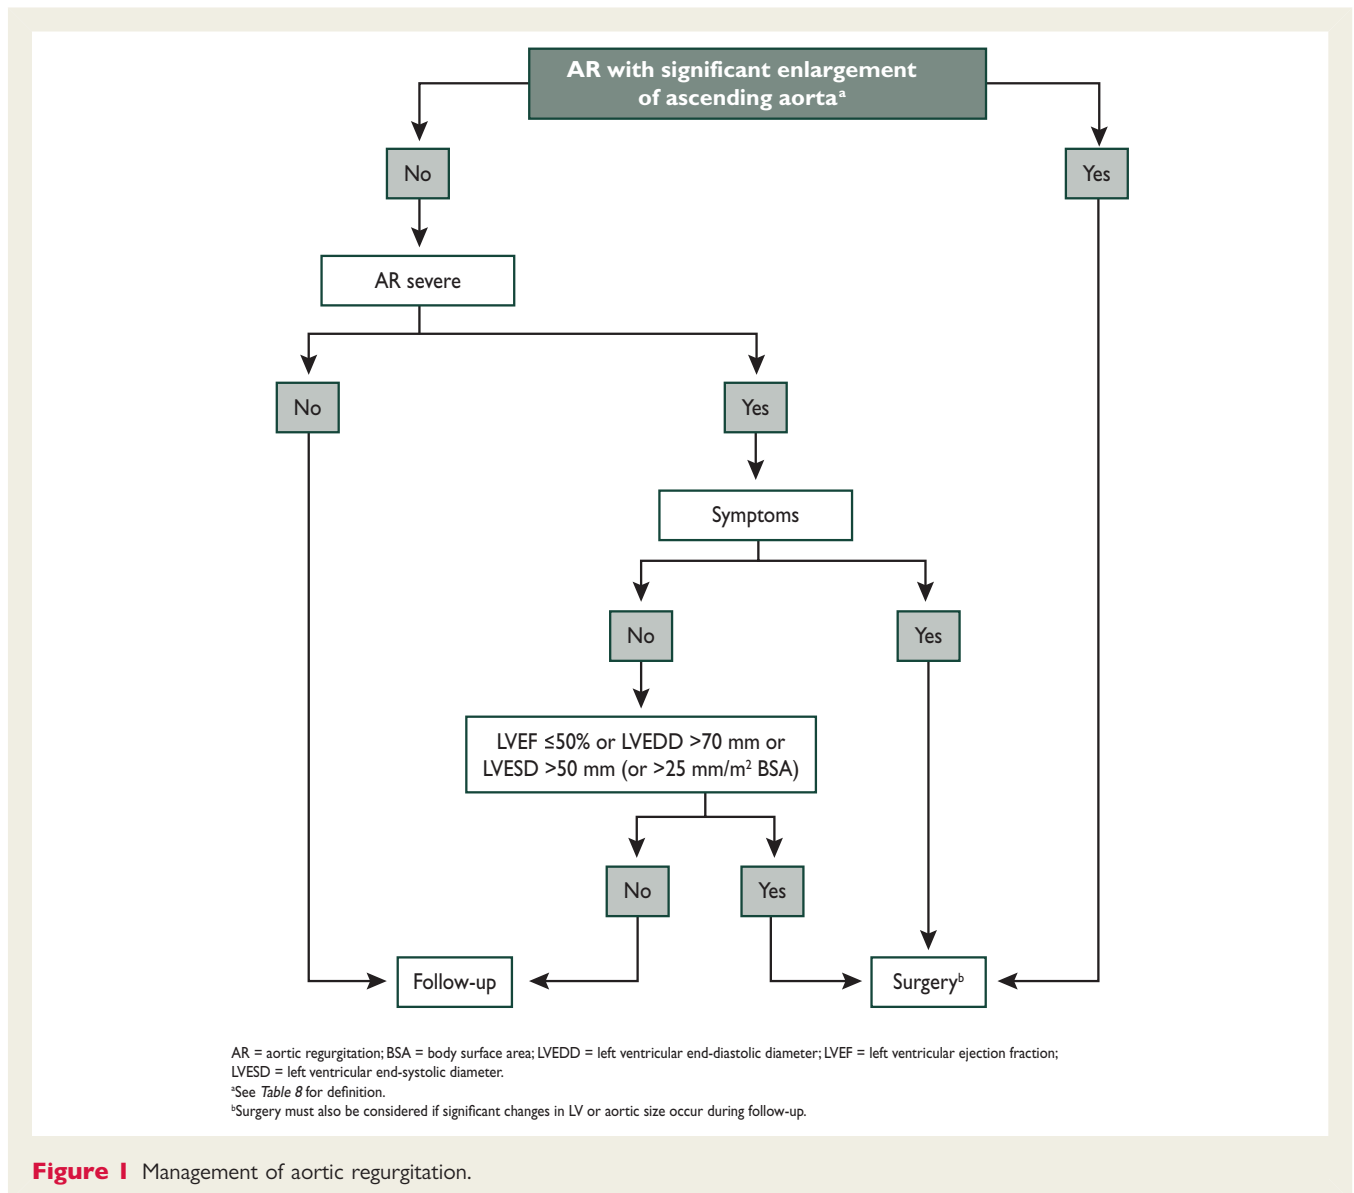 AR with significant enlargement
of ascending aortaᵃ
No
Yes
AR severe
No
Yes
Symptoms
No
Yes
LVEF ≤50% or LVEDD >70 mm or
LVESD >50 mm (or >25 mm/m² BSA)
No
Yes
Follow-up
Surgeryᵇ
AR = aortic regurgitation; BSA = body surface area; LVEDD = left ventricular end-diastolic diameter; LVEF = left ventricular ejection fraction;
LVESD = left ventricular end-systolic diameter.
ᵃSee Table 8 for definition.
ᵇSurgery must also be considered if significant changes in LV or aortic size occur during follow-up.
Figure 1 Management of aortic regurgitation.